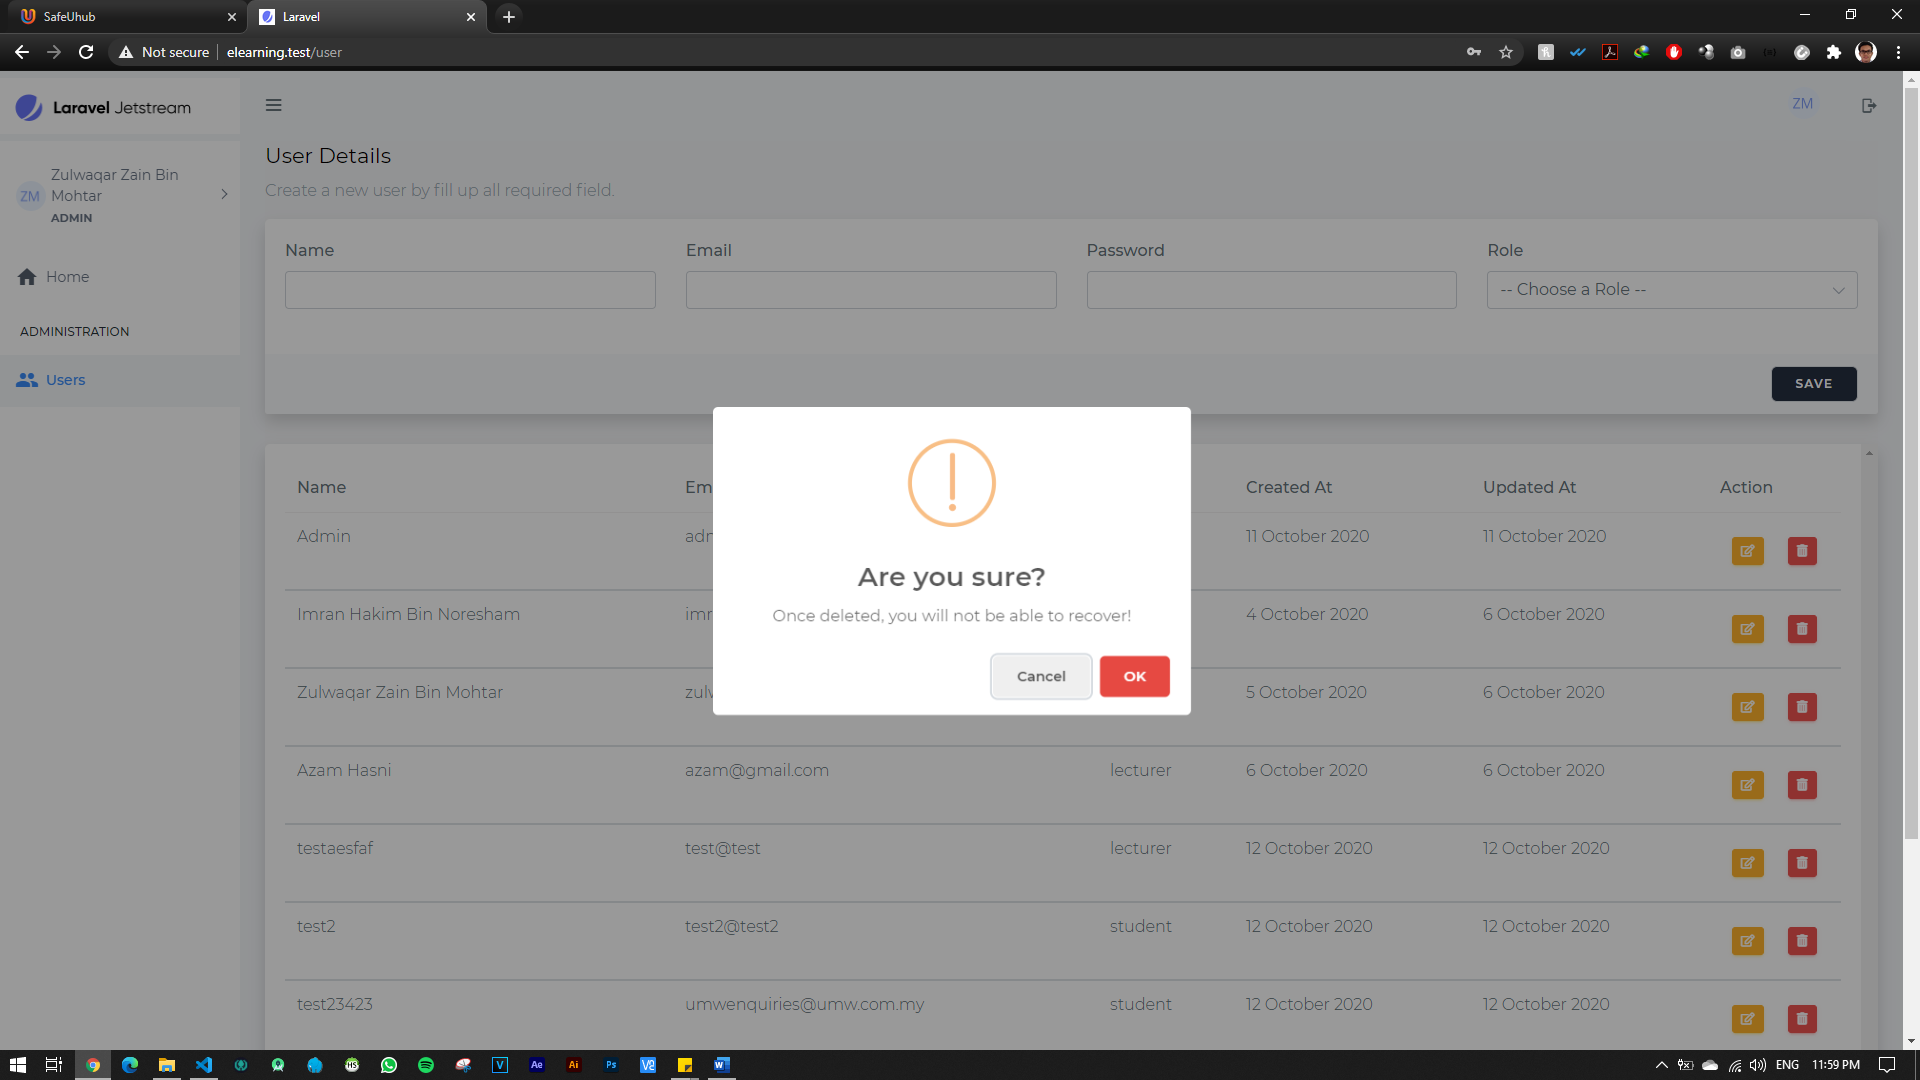 SafeUhub
Laravel
Not secure
elearning.test/user
Laravel Jetstream
ZM
ZM
Zulwaqar Zain Bin
Mohtar
ADMIN
Home
ADMINISTRATION
Users
User Details
Create a new user by fill up all required field.
Name
Email
Password
Role
-- Choose a Role --
SAVE
Name Em Created At Updated At Action
Admin adm 11 October 2020 11 October 2020
Imran Hakim Bin Noresham imr 4 October 2020 6 October 2020
Zulwaqar Zain Bin Mohtar zulw 5 October 2020 6 October 2020
Azam Hasni azam@gmail.com lecturer 6 October 2020 6 October 2020
testaesfaf test@test lecturer 12 October 2020 12 October 2020
test2 test2@test2 student 12 October 2020 12 October 2020
test23423 umwenquiries@umw.com.my student 12 October 2020 12 October 2020
Are you sure?
Once deleted, you will not be able to recover!
Cancel
OK
ENG
11:59 PM